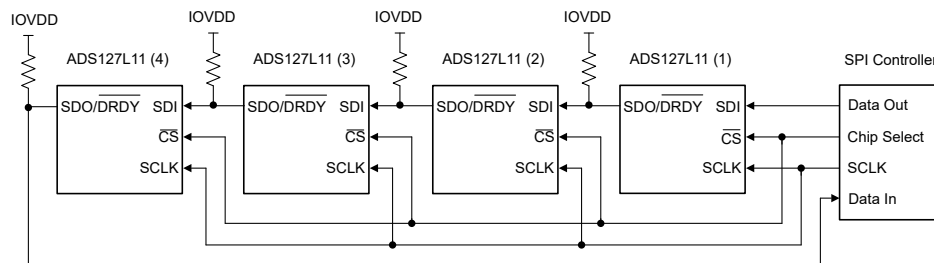 IOVDD
IOVDD
IOVDD
IOVDD
ADS127L11 (4)
ADS127L11 (3)
ADS127L11 (2)
ADS127L11 (1)
SPI Controller
SDO/DRDY SDI
SDO/DRDY SDI
SDO/DRDY SDI
SDO/DRDY SDI
Data Out
CS
CS
CS
CS
Chip Select
SCLK
SCLK
SCLK
SCLK
SCLK
Data In